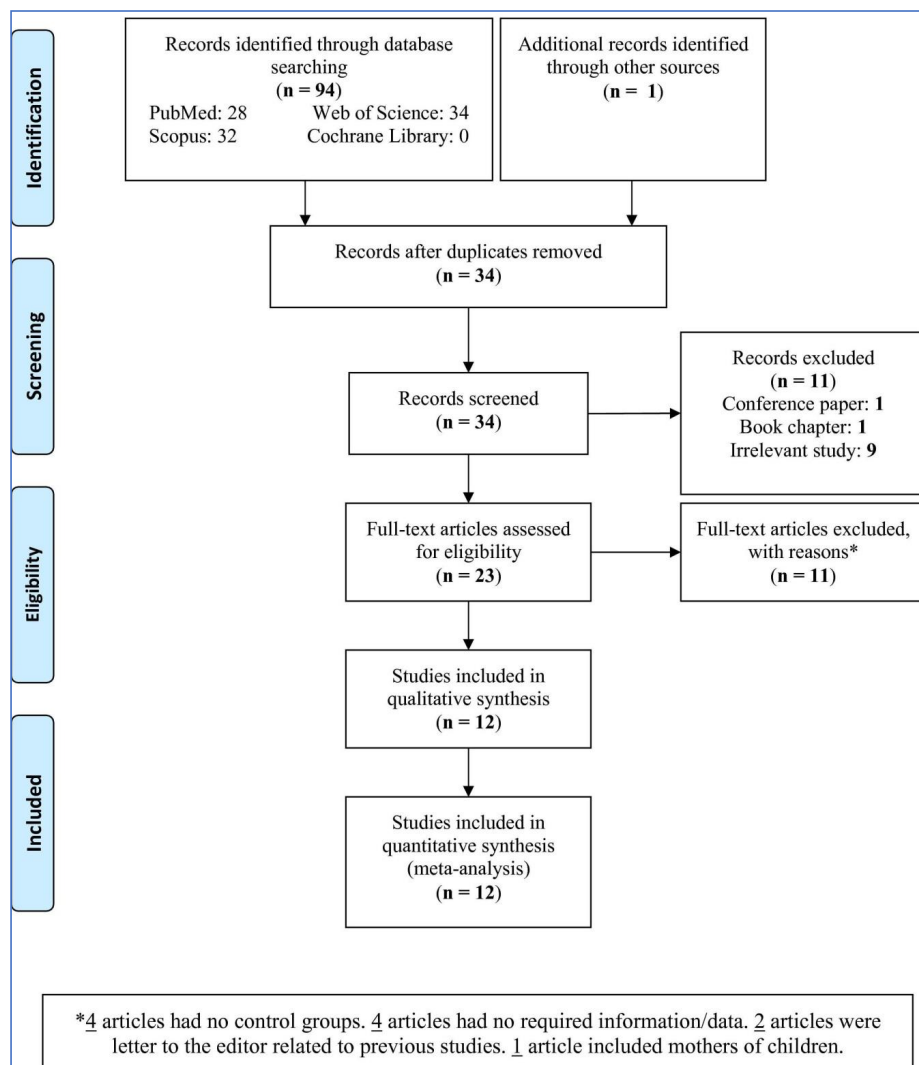 Identification
Records identified through database
searching
(n = 94)
PubMed: 28 Web of Science: 34
Scopus: 32 Cochrane Library: 0
Additional records identified
through other sources
(n = 1)
Records after duplicates removed
(n = 34)
Screening
Records screened
(n = 34)
Records excluded
(n = 11)
Conference paper: 1
Book chapter: 1
Irrelevant study: 9
Eligibility
Full-text articles assessed
for eligibility
(n = 23)
Full-text articles excluded,
with reasons*
(n = 11)
Studies included in
qualitative synthesis
(n = 12)
Included
Studies included in
quantitative synthesis
(meta-analysis)
(n = 12)
*4 articles had no control groups. 4 articles had no required information/data. 2 articles were
letter to the editor related to previous studies. 1 article included mothers of children.